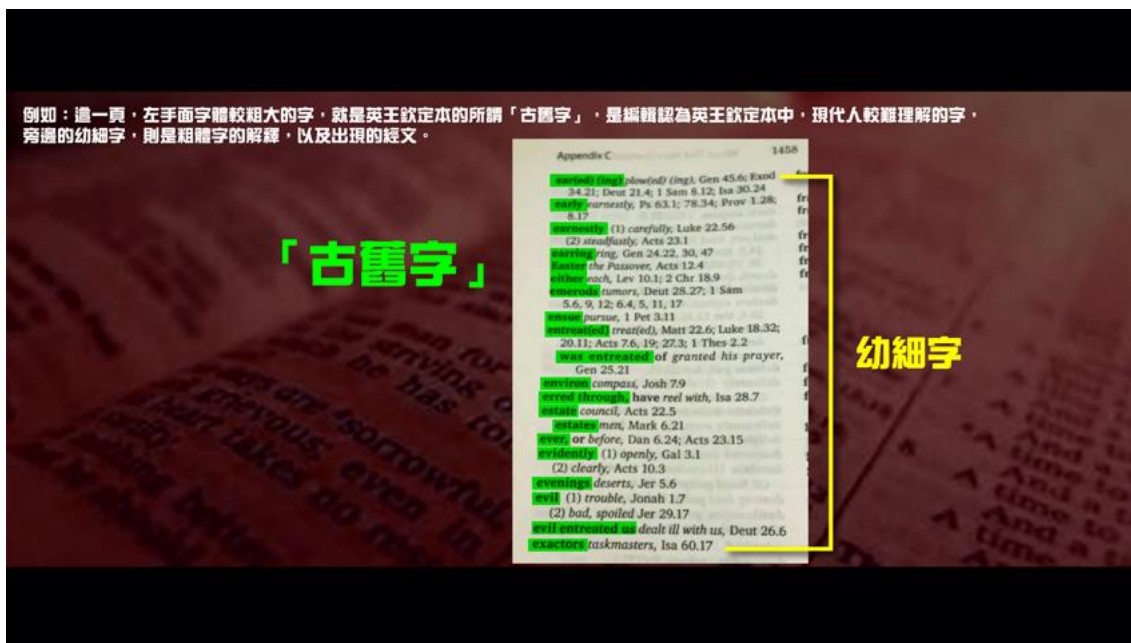 例如：這一頁，左手面字體較粗大的字，就是英王欽定本的所謂「古舊字」，是編輯認為英王欽定本中，現代人較難理解的字，
旁邊的幼細字，則是粗體字的解釋，以及出現的經文。
Appendix C 1458
ear(ed) (ing) plow(ed) (ing), Gen 45.6; Exod
34.21; Deut 21.4; 1 Sam 8.12; Isa 30.24
early earnestly, Ps 63.1; 78.34; Prov 1.28;
8.17
earnestly (1) carefully, Luke 22.56
(2) steadfastly, Acts 23.1
earring ring, Gen 24.22, 30, 47
Easter the Passover, Acts 12.4
either each, Lev 10.1; 2 Chr 18.9
emerods tumors, Deut 28.27; 1 Sam
5.6, 9, 12; 6.4, 5, 11, 17
ensue pursue, 1 Pet 3.11
entreat(ed) treat(ed), Matt 22.6; Luke 18.32;
20.11; Acts 7.6, 19; 27.3; 1 Thes 2.2
was entreated of granted his prayer,
Gen 25.21
environ compass, Josh 7.9
erred through, have reel with, Isa 28.7
estate council, Acts 22.5
estates men, Mark 6.21
ever, or before, Dan 6.24; Acts 23.15
evidently (1) openly, Gal 3.1
(2) clearly, Acts 10.3
evenings deserts, Jer 5.6
evil (1) trouble, Jonah 1.7
(2) bad, spoiled Jer 29.17
evil entreated us dealt ill with us, Deut 26.6
exactors taskmasters, Isa 60.17
「古舊字」
幼細字